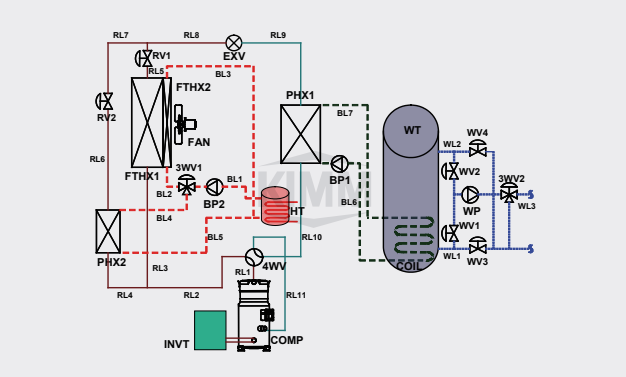 RL7
RL8
RL9
RV1
EXV
RL5
BL3
FTHX2
PHX1
RV2
BL7
FAN
WT
WV4
RL6
WL2
FTHX1
3WV1
BP1
WV2
3WV2
BL2
BL1
BP2
KIMM
BL6
WP
WL3
BL4
HT
WV1
BL5
RL10
PHX2
RL3
4WV
COIL
WL1
WV3
RL1
RL4
RL2
RL11
INVT
COMP